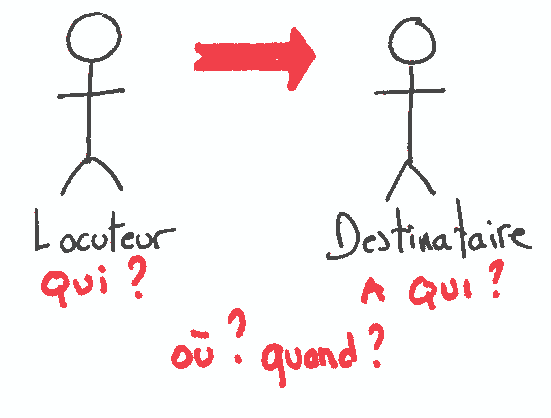 Locuteur
Destinataire
qui ?
A qui ?
où ? quand ?